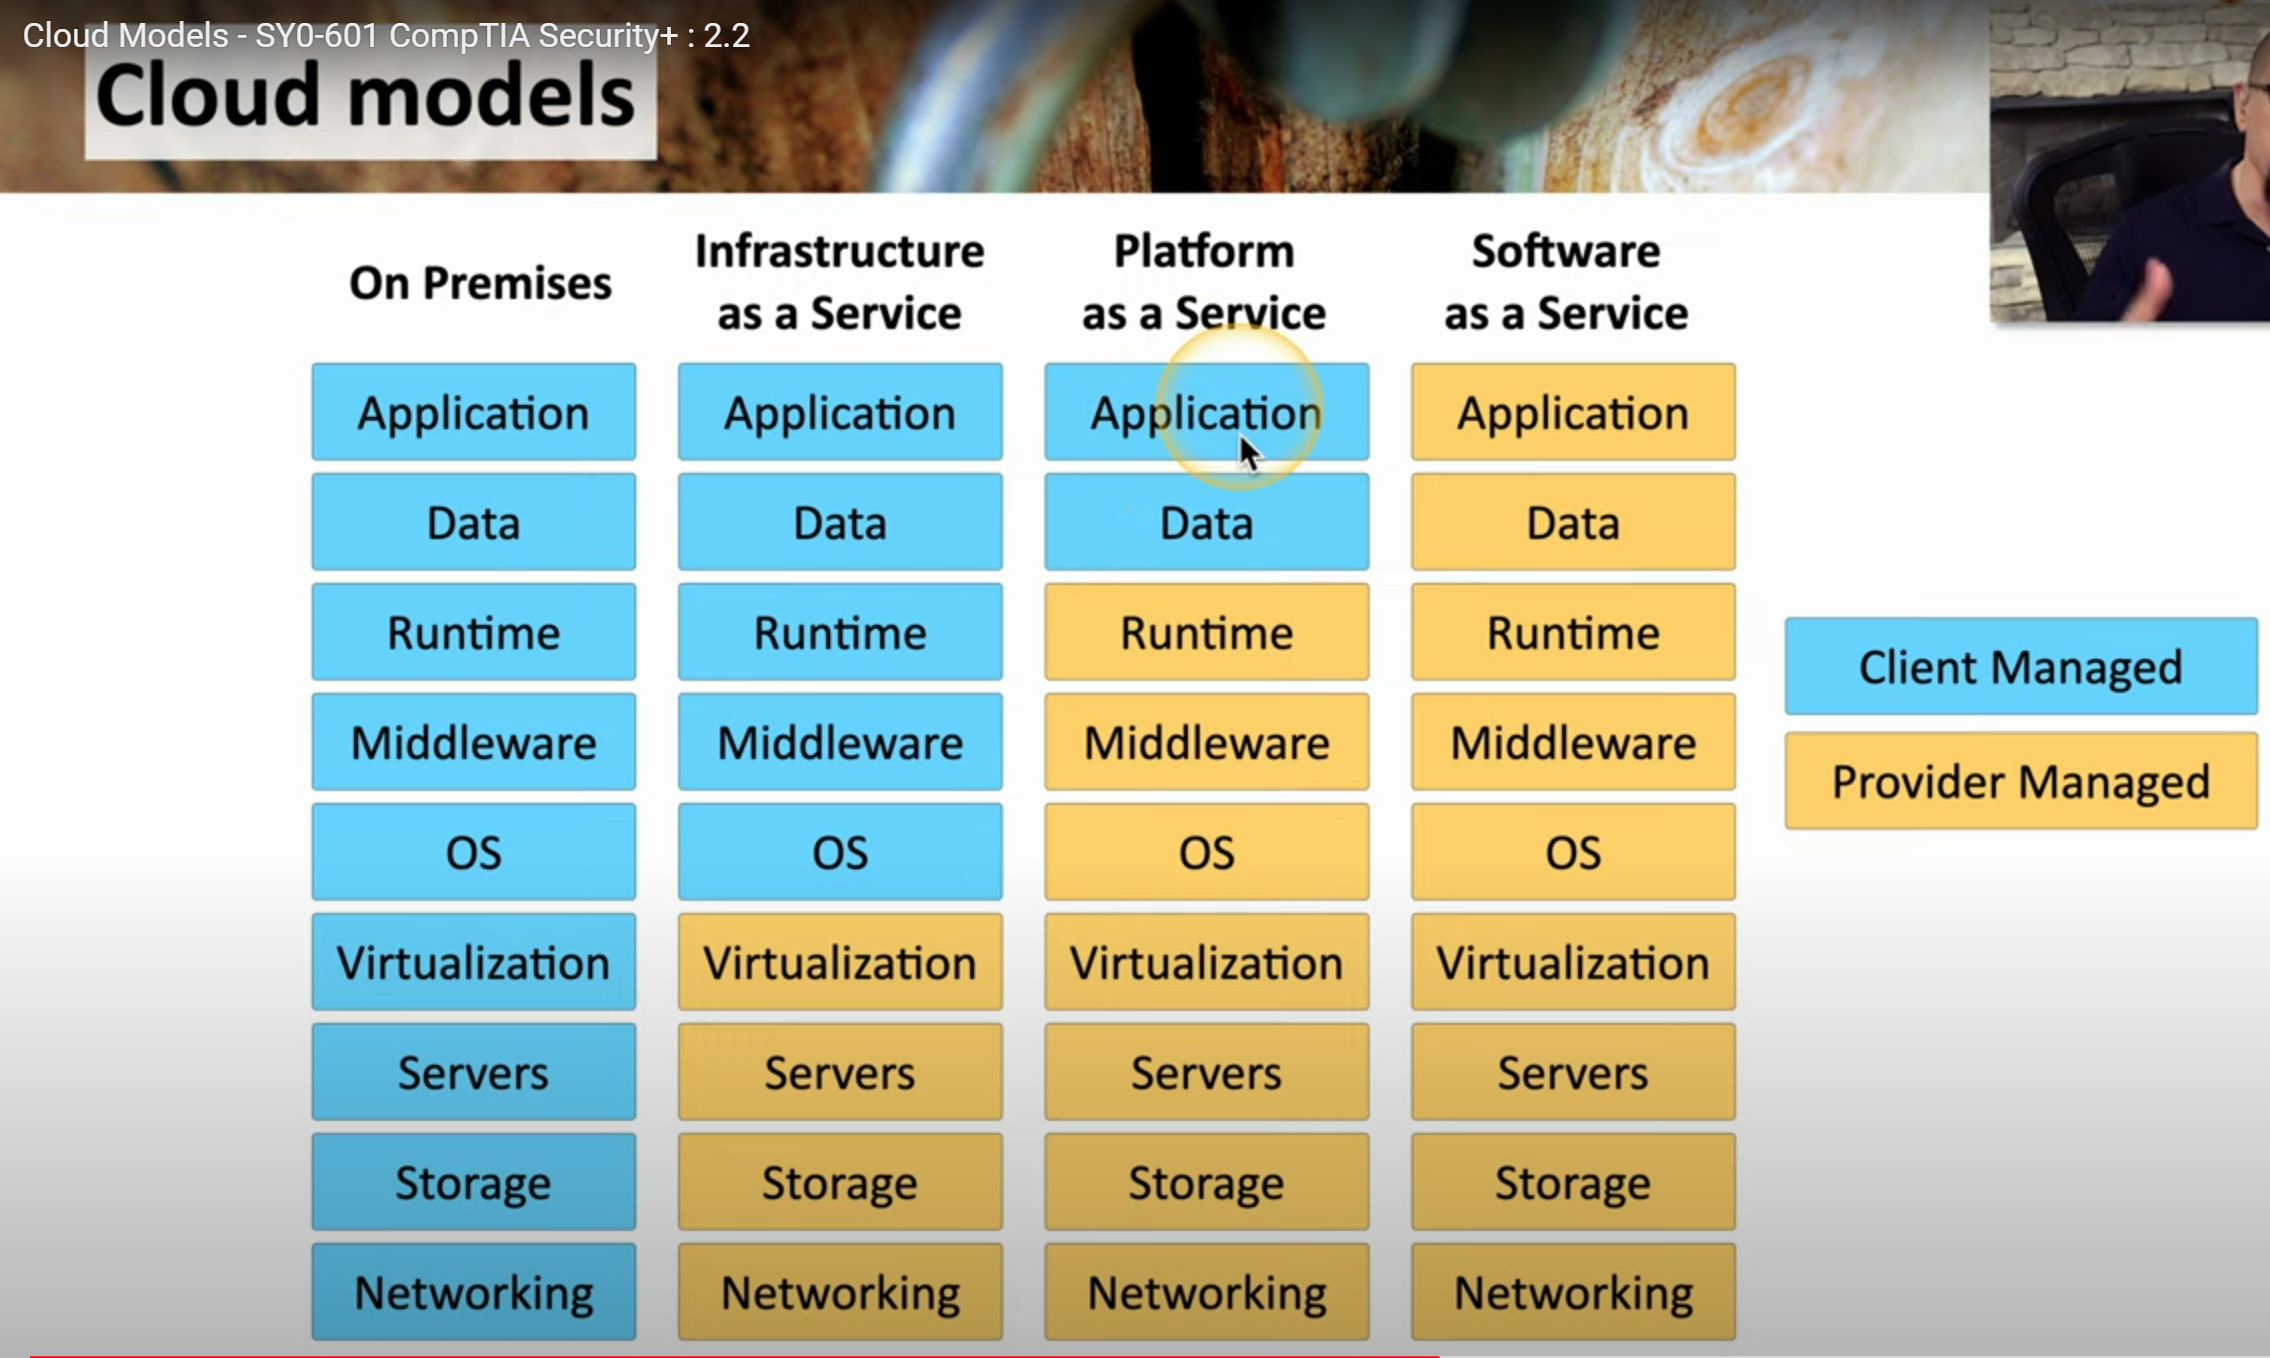 Cloud Models - SY0-601 CompTIA Security+ : 2.2
Cloud models
On Premises
Infrastructure
as a Service
Platform
as a Service
Software
as a Service
Application
Application
Application
Application
Data
Data
Data
Data
Runtime
Runtime
Runtime
Runtime
Middleware
Middleware
Middleware
Middleware
OS
OS
OS
OS
Virtualization
Virtualization
Virtualization
Virtualization
Servers
Servers
Servers
Servers
Storage
Storage
Storage
Storage
Networking
Networking
Networking
Networking
Client Managed
Provider Managed